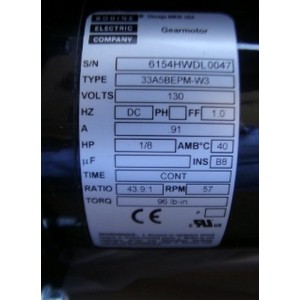 BODINE
ELECTRIC
COMPANY
Gearmotor
S/N 6154HWDL0047
TYPE 33A5BEPM-W3
VOLTS 130
HZ DC PH FF 1.0
A .91
HP 1/8 AMB°C 40
µF INS B8
TIME CONT
RATIO 43.9:1 RPM 57
TORQ 96 lb-in
CE